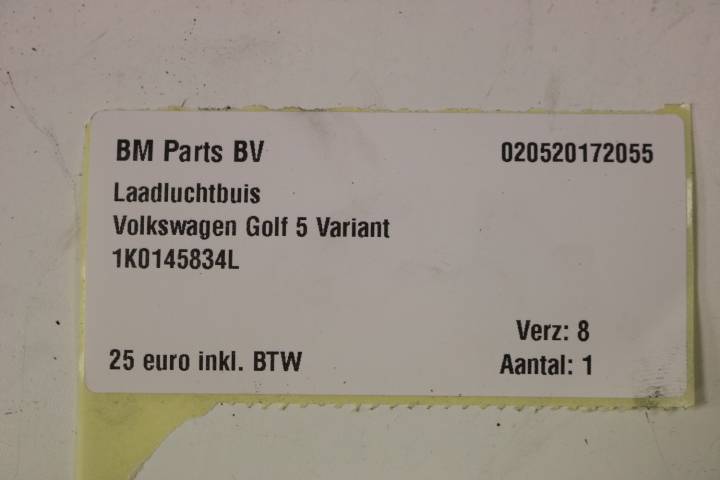 BM Parts BV 020520172055
Laadluchtbuis
Volkswagen Golf 5 Variant
1K0145834L
Verz: 8
25 euro inkl. BTW Aantal: 1